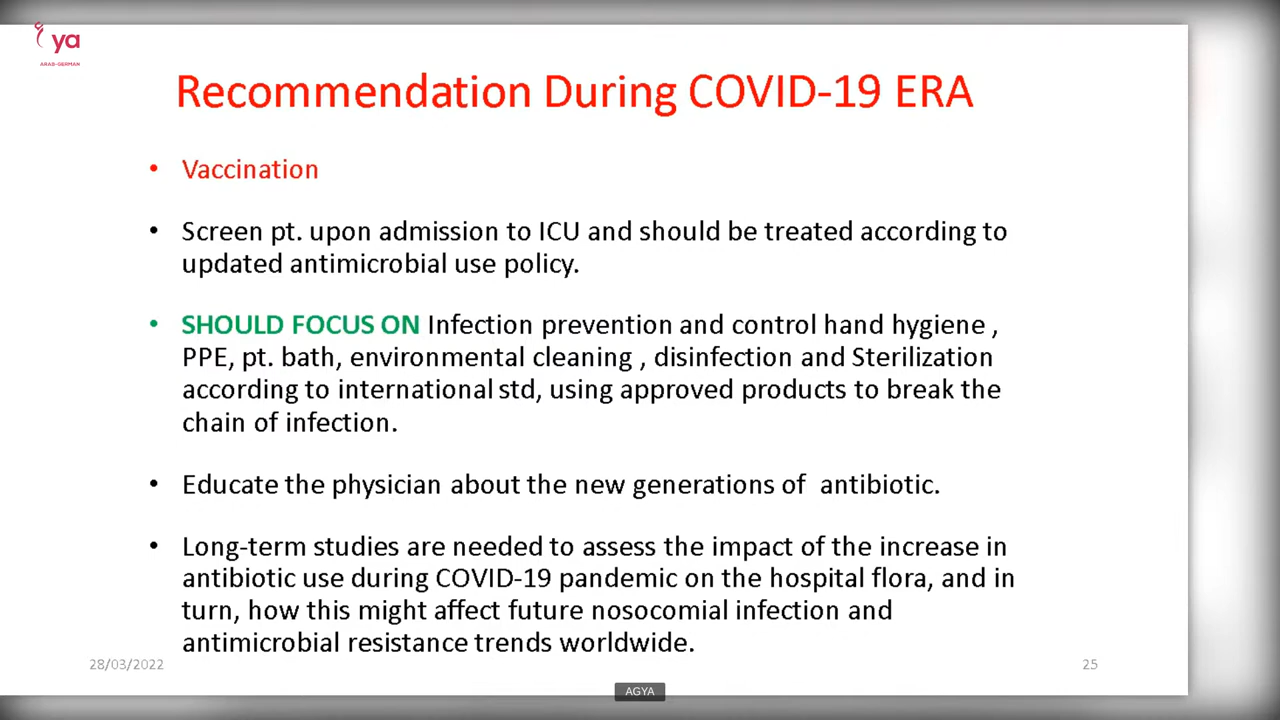 ya
ARAB-GERMAN
Recommendation During COVID-19 ERA
• Vaccination
• Screen pt. upon admission to ICU and should be treated according to
updated antimicrobial use policy.
• SHOULD FOCUS ON Infection prevention and control hand hygiene ,
PPE, pt. bath, environmental cleaning , disinfection and Sterilization
according to international std, using approved products to break the
chain of infection.
• Educate the physician about the new generations of  antibiotic.
• Long-term studies are needed to assess the impact of the increase in
antibiotic use during COVID-19 pandemic on the hospital flora, and in
turn, how this might affect future nosocomial infection and
antimicrobial resistance trends worldwide.
28/03/2022
25
AGYA